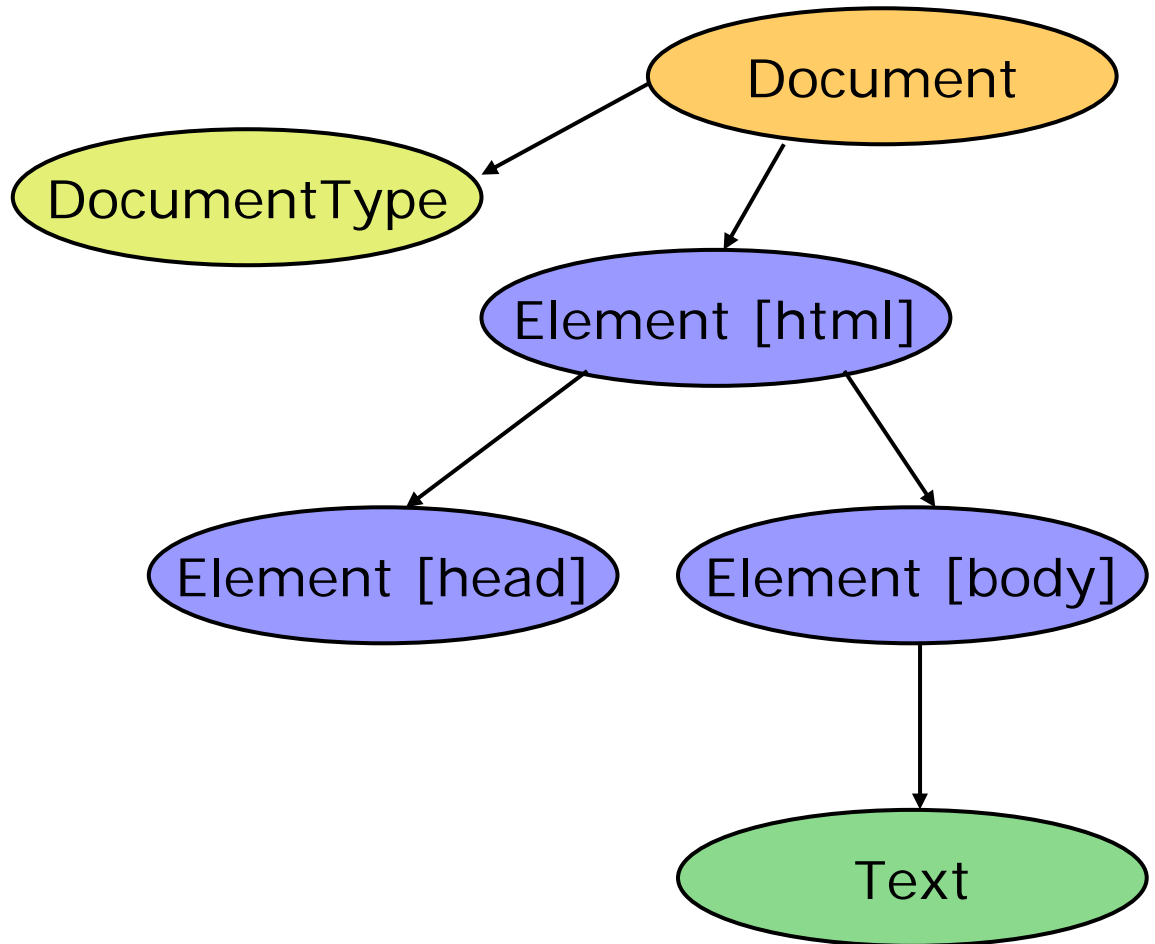 Document
DocumentType
Element [html]
Element [head]
Element [body]
Text